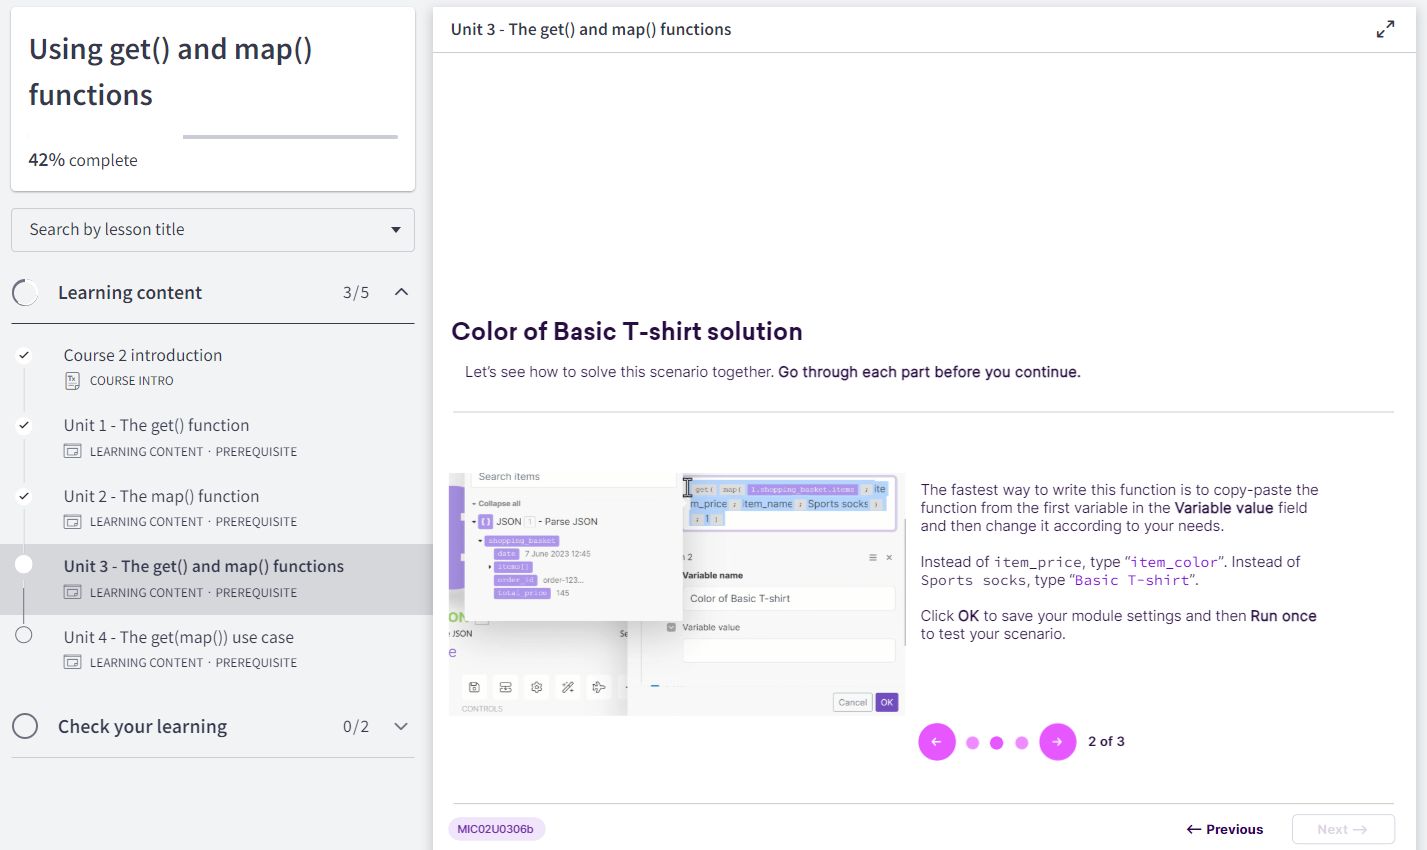 Using get() and map()
functions
42% complete
Search by lesson title
Learning content 3/5
Course 2 introduction
COURSE INTRO
Unit 1 - The get() function
LEARNING CONTENT · PREREQUISITE
Unit 2 - The map() function
LEARNING CONTENT · PREREQUISITE
Unit 3 - The get() and map() functions
LEARNING CONTENT · PREREQUISITE
Unit 4 - The get(map()) use case
LEARNING CONTENT · PREREQUISITE
Check your learning 0/2
Unit 3 - The get() and map() functions
Color of Basic T-shirt solution
Let's see how to solve this scenario together. Go through each part before you continue.
Search items
Collapse all
{} JSON 1 - Parse JSON
shopping_basket
date 7 June 2023 12:45
items[]
order_id order-123...
total_price 145
ON
JSON
e
Se
CONTROLS
get( map( 1.shopping_basket.items ; ite
m_price ; item_name ; Sports socks )
; 1 )
2
Variable name
Color of Basic T-shirt
Variable value
Cancel OK
The fastest way to write this function is to copy-paste the
function from the first variable in the Variable value field
and then change it according to your needs.
Instead of item_price, type “item_color”. Instead of
Sports socks, type “Basic T-shirt”.
Click OK to save your module settings and then Run once
to test your scenario.
2 of 3
MIC02U0306b
← Previous
Next →